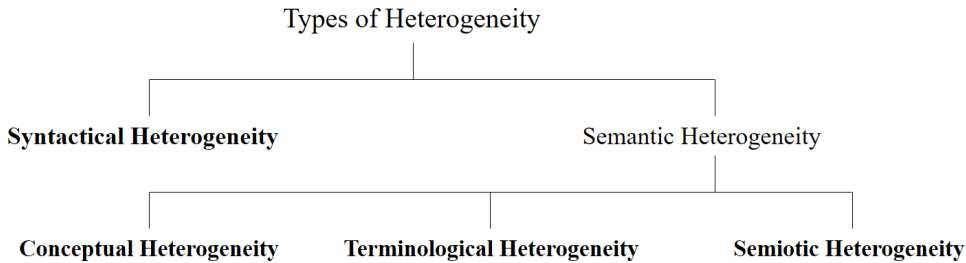 Types of Heterogeneity
Syntactical Heterogeneity
Semantic Heterogeneity
Conceptual Heterogeneity
Terminological Heterogeneity
Semiotic Heterogeneity